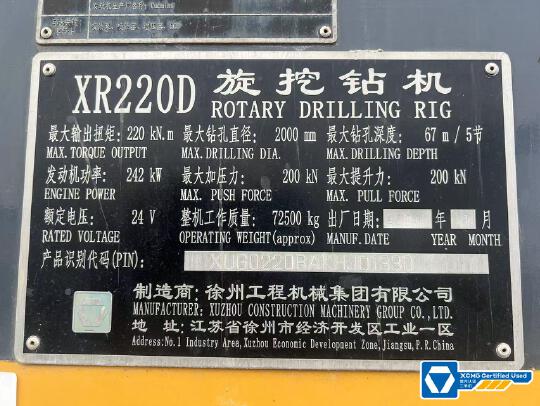 XR220D 旋挖钻机
ROTARY DRILLING RIG
最大输出扭矩: 220 kN.m 最大钻孔直径: 2000 mm 最大钻孔深度: 67 m / 5节
MAX. TORQUE OUTPUT MAX. DRILLING DIA. MAX. DRILLING DEPTH
发动机功率: 242 kW 最大加压力: 200 kN 最大提升力: 200 kN
ENGINE POWER MAX. PUSH FORCE MAX. PULL FORCE
额定电压: 24 V 整机工作质量: 72500 kg 出厂日期: 年 月
RATED VOLTAGE OPERATING WEIGHT(approx) MANUF. DATE YEAR MONTH
产品识别代码(PIN):
制造商: 徐州工程机械集团有限公司
MANUFACTURER: XUZHOU CONSTRUCTION MACHINERY GROUP CO., LTD.
地 址: 江苏省徐州市经济开发区工业一区
Address:No.1 Industry Area,Xuzhou Economic Development Zone,Jiangsu,P.R.China
XCMG Certified Used